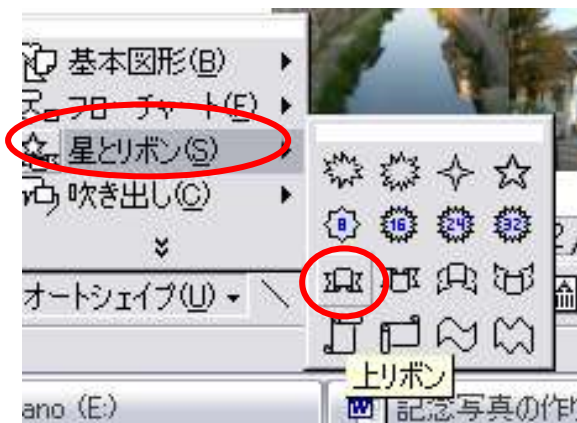 基本図形(B)
フローチャート(F)
星とリボン(S)
吹き出し(C)
8 16 24 32
オートシェイプ(U)
上リボン
ano (E:)
記念写真の作り